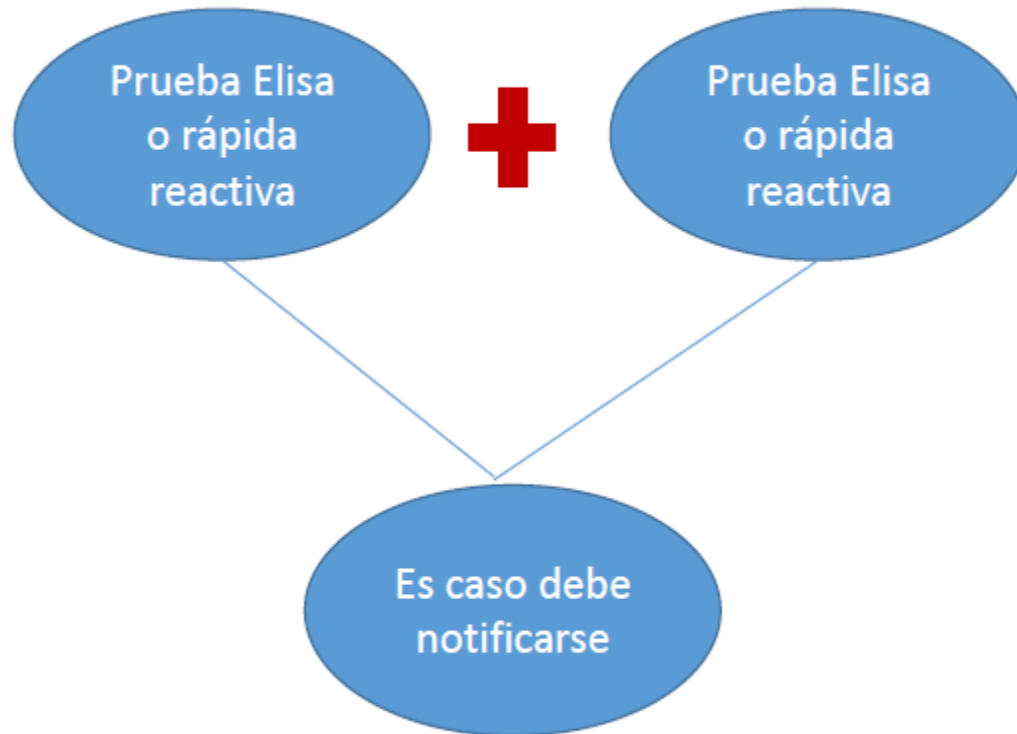 Prueba Elisa
o rápida
reactiva
Prueba Elisa
o rápida
reactiva
Es caso debe
notificarse